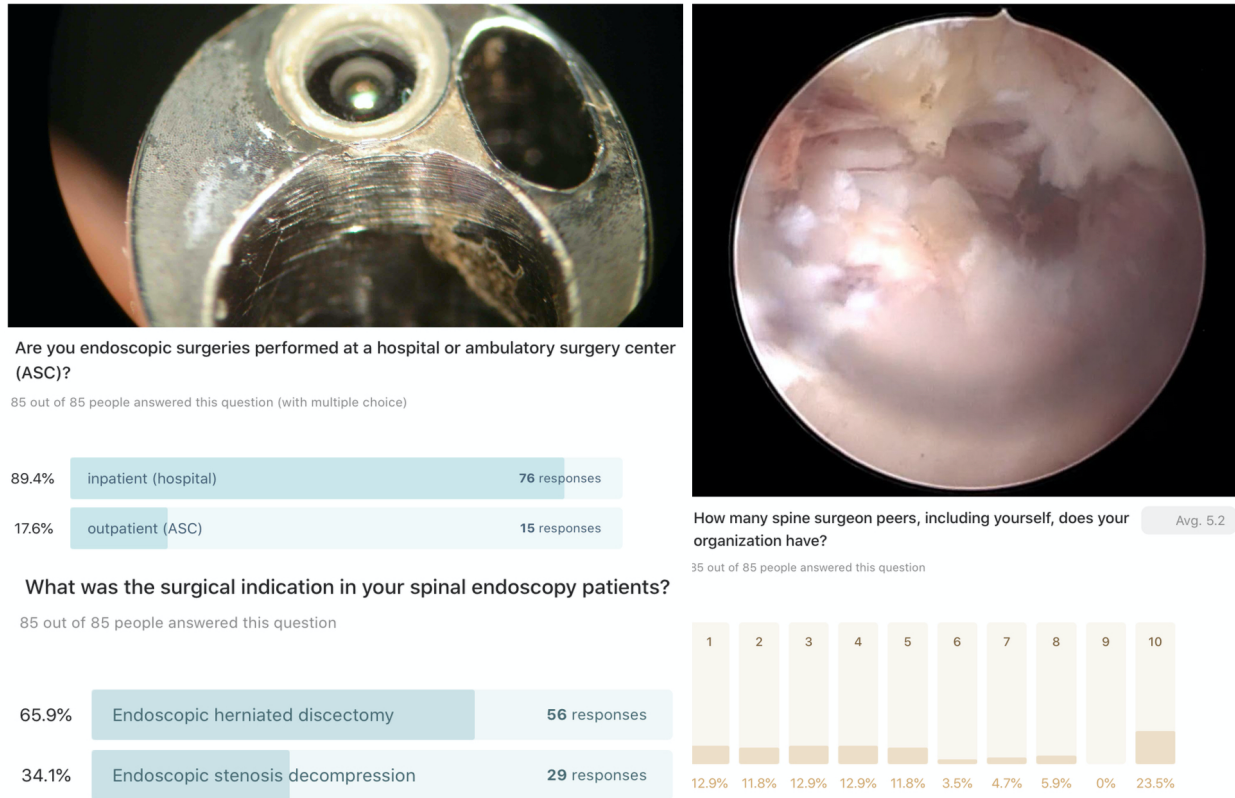 Are you endoscopic surgeries performed at a hospital or ambulatory surgery center
(ASC)?
85 out of 85 people answered this question (with multiple choice)
89.4% inpatient (hospital) 76 responses
17.6% outpatient (ASC) 15 responses
What was the surgical indication in your spinal endoscopy patients?
85 out of 85 people answered this question
65.9% Endoscopic herniated discectomy 56 responses
34.1% Endoscopic stenosis decompression 29 responses
How many spine surgeon peers, including yourself, does your Avg. 5.2
organization have?
85 out of 85 people answered this question
1 2 3 4 5 6 7 8 9 10
12.9% 11.8% 12.9% 12.9% 11.8% 3.5% 4.7% 5.9% 0% 23.5%